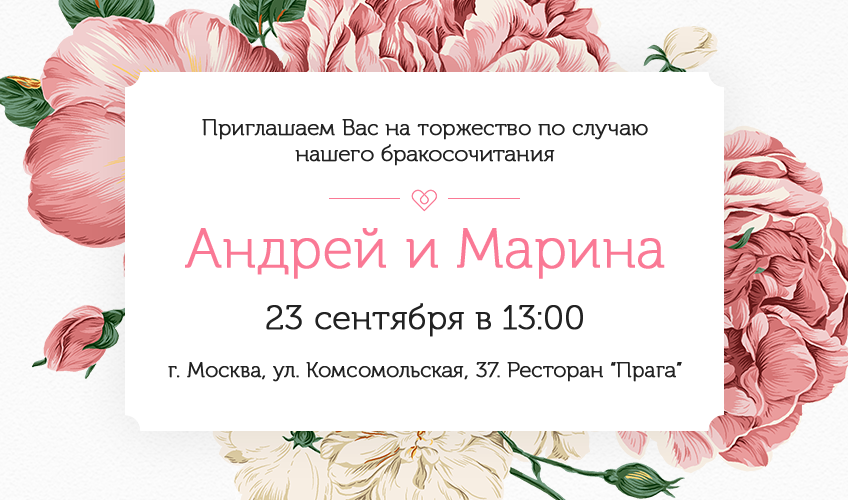 Приглашаем Вас на торжество по случаю
нашего бракосочитания
Андрей и Марина
23 сентября в 13:00
г. Москва, ул. Комсомольская, 37. Ресторан "Прага"